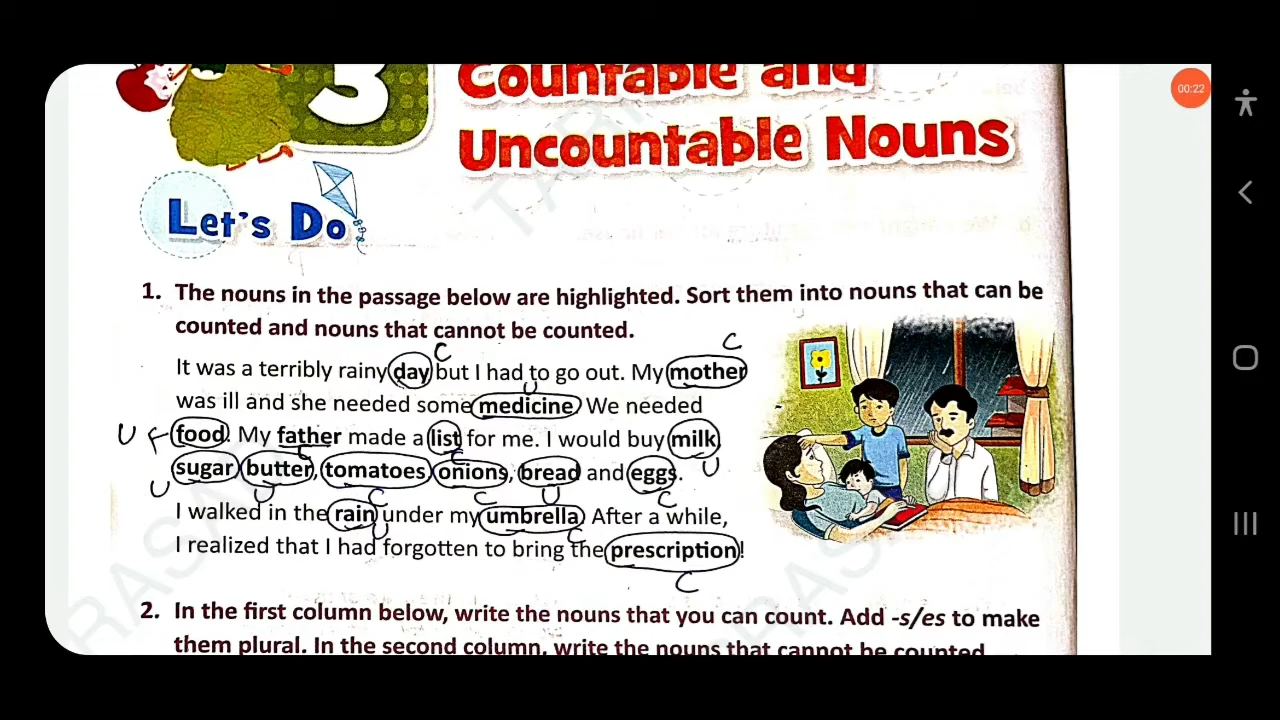 00:22
3
Countable and
Uncountable Nouns
Let's Do
1. The nouns in the passage below are highlighted. Sort them into nouns that can be
counted and nouns that cannot be counted.
C C
It was a terribly rainy day but I had to go out. My mother
U
was ill and she needed some medicine. We needed
U food. My father made a list for me. I would buy milk,
C C
sugar, butter, tomatoes, onions, bread and eggs.
U U U U
C C C
I walked in the rain under my umbrella. After a while,
U C
I realized that I had forgotten to bring the prescription!
C
2. In the first column below, write the nouns that you can count. Add -s/es to make
them plural. In the second column, write the nouns that cannot be counted.